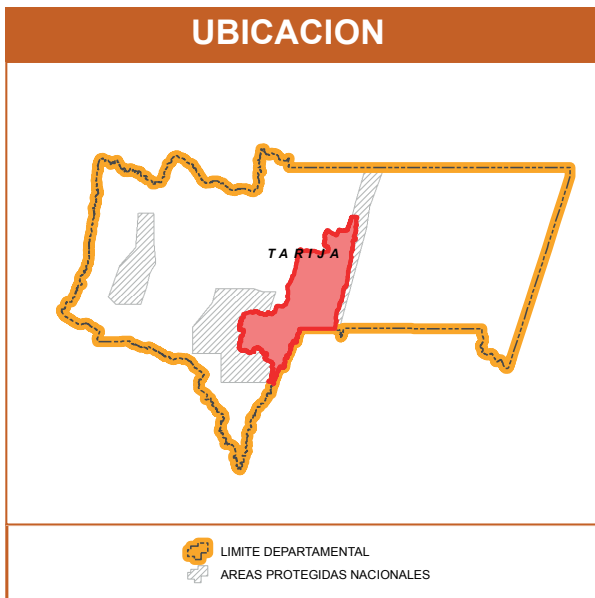 UBICACION
TARIJA
LIMITE DEPARTAMENTAL
AREAS PROTEGIDAS NACIONALES